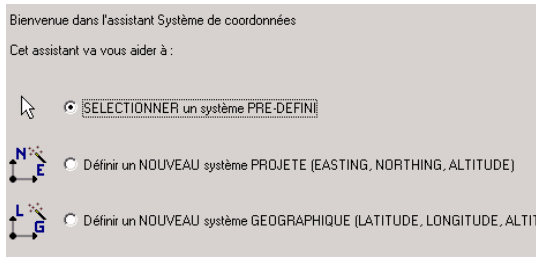 Bienvenue dans l'assistant Système de coordonnées
Cet assistant va vous aider à :
SELECTIONNER un système PRE-DEFINI
N
E
Définir un NOUVEAU système PROJETE (EASTING, NORTHING, ALTITUDE)
L
G
Définir un NOUVEAU système GEOGRAPHIQUE (LATITUDE, LONGITUDE, ALTIT